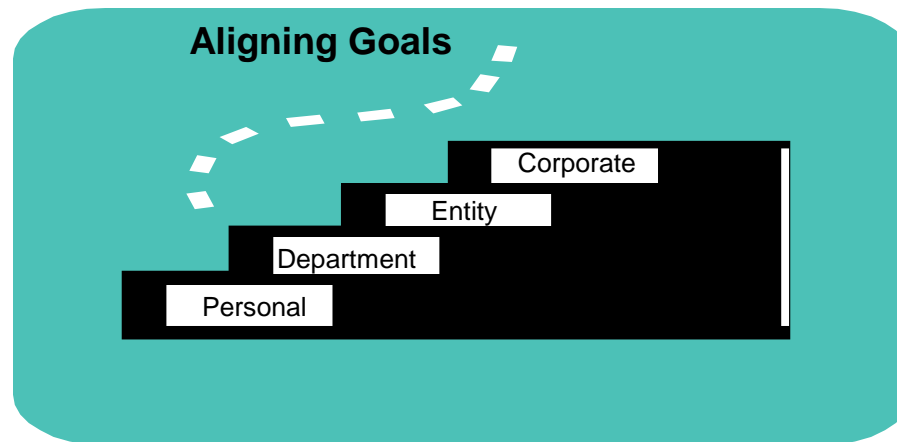 Aligning Goals
Corporate
Entity
Department
Personal